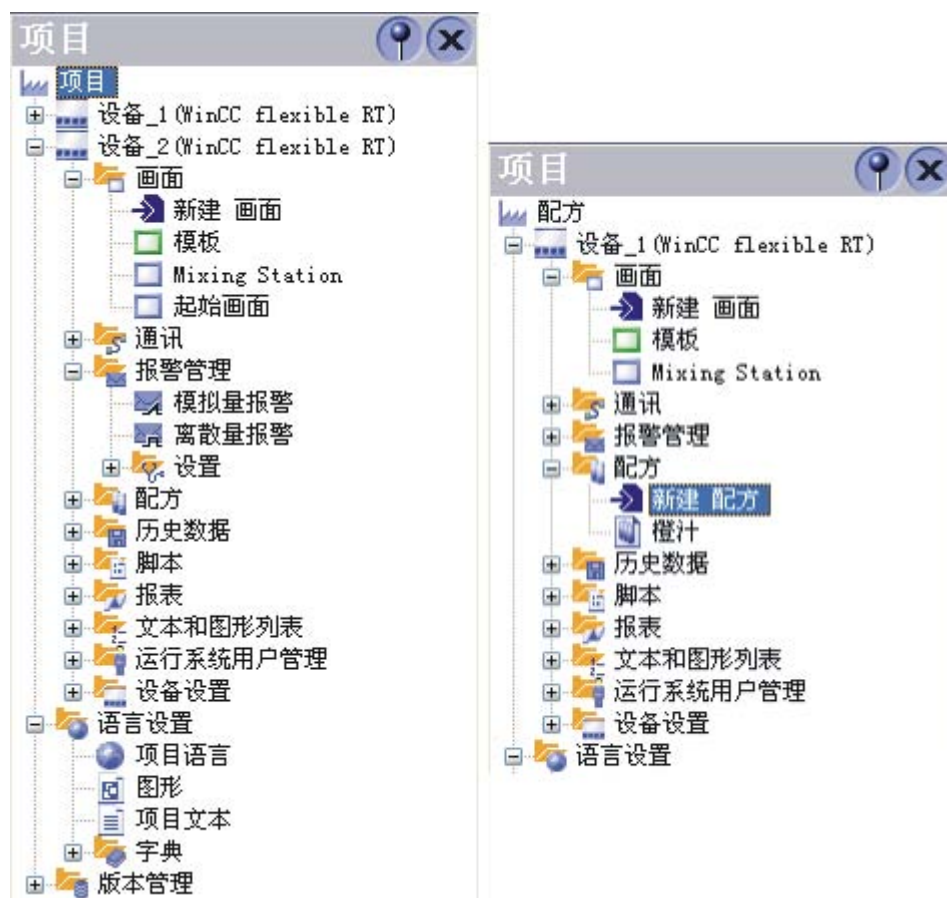 项目
项目
设备_1(WinCC flexible RT)
设备_2(WinCC flexible RT)
画面
新建 画面
模板
Mixing Station
起始画面
通讯
报警管理
模拟量报警
离散量报警
设置
配方
历史数据
脚本
报表
文本和图形列表
运行系统用户管理
设备设置
语言设置
项目语言
图形
项目文本
字典
版本管理
项目
配方
设备_1(WinCC flexible RT)
画面
新建 画面
模板
Mixing Station
通讯
报警管理
配方
新建 配方
橙汁
历史数据
脚本
报表
文本和图形列表
运行系统用户管理
设备设置
语言设置